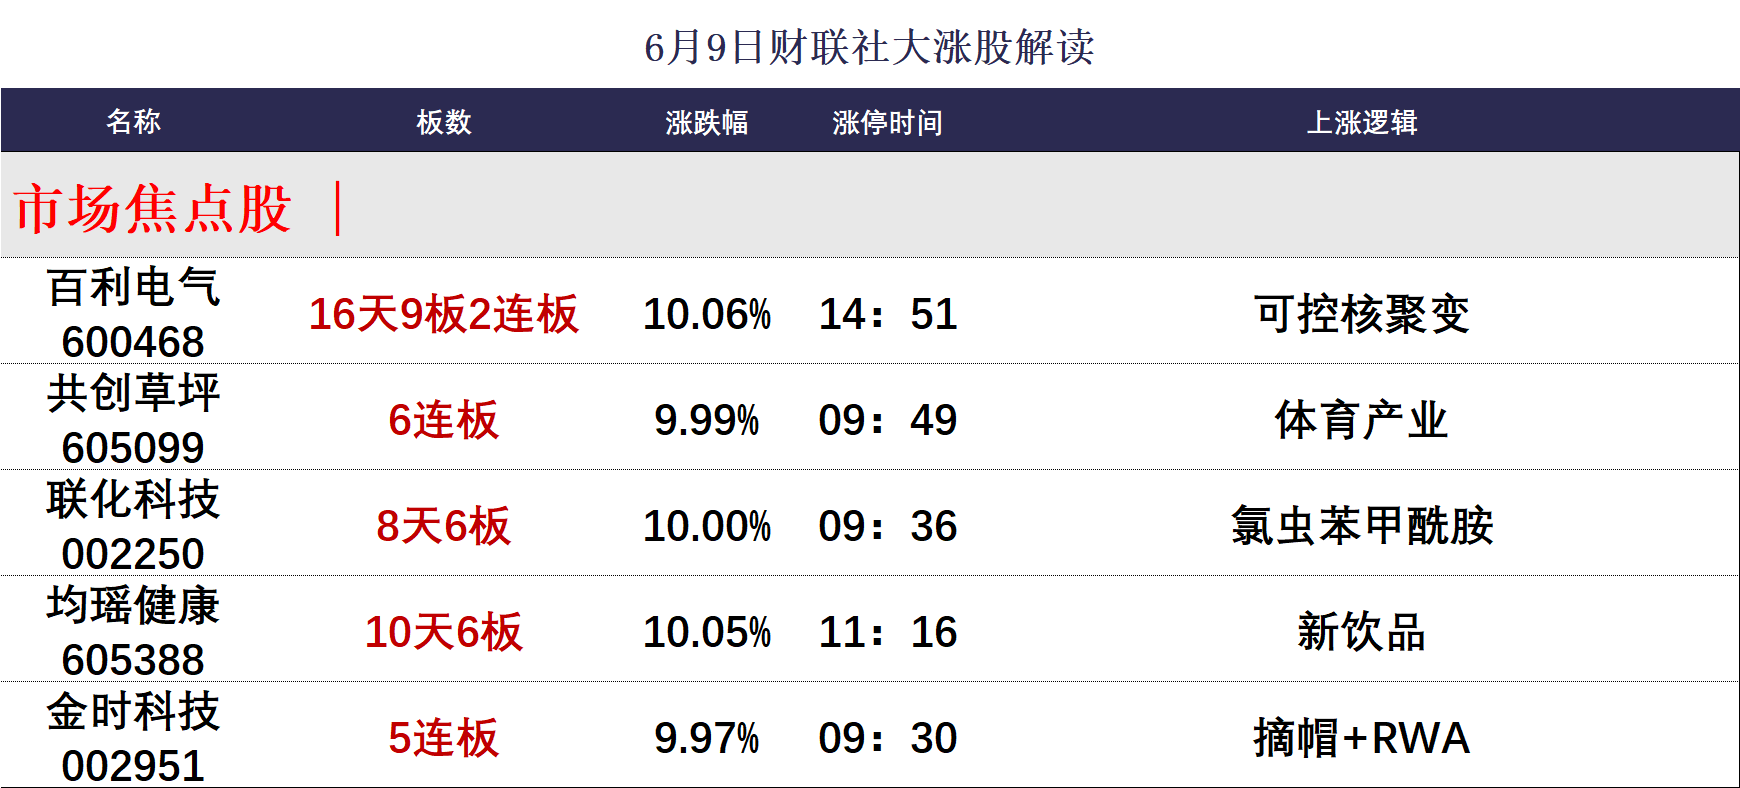 6月9日财联社大涨股解读
名称 板数 涨跌幅 涨停时间 上涨逻辑
市场焦点股 ｜
百利电气
600468 16天9板2连板 10.06% 14：51 可控核聚变
共创草坪
605099 6连板 9.99% 09：49 体育产业
联化科技
002250 8天6板 10.00% 09：36 氯虫苯甲酰胺
均瑶健康
605388 10天6板 10.05% 11：16 新饮品
金时科技
002951 5连板 9.97% 09：30 摘帽+RWA